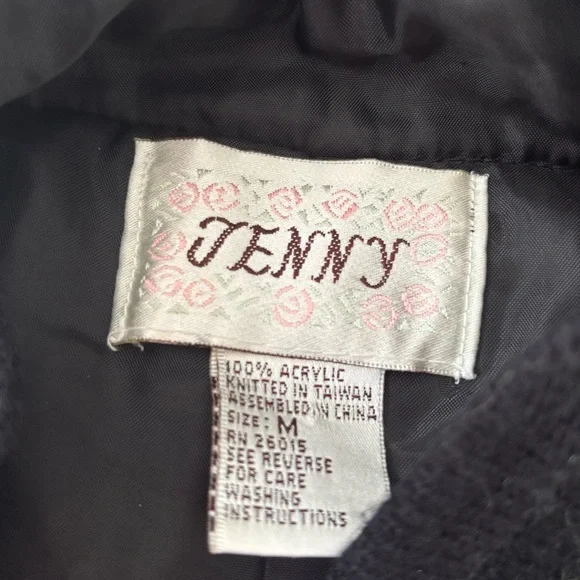 JENNY
100% ACRYLIC
KNITTED IN TAIWAN
ASSEMBLED IN CHINA
SIZE: M
RN 26015
SEE REVERSE
FOR CARE
WASHING
INSTRUCTIONS